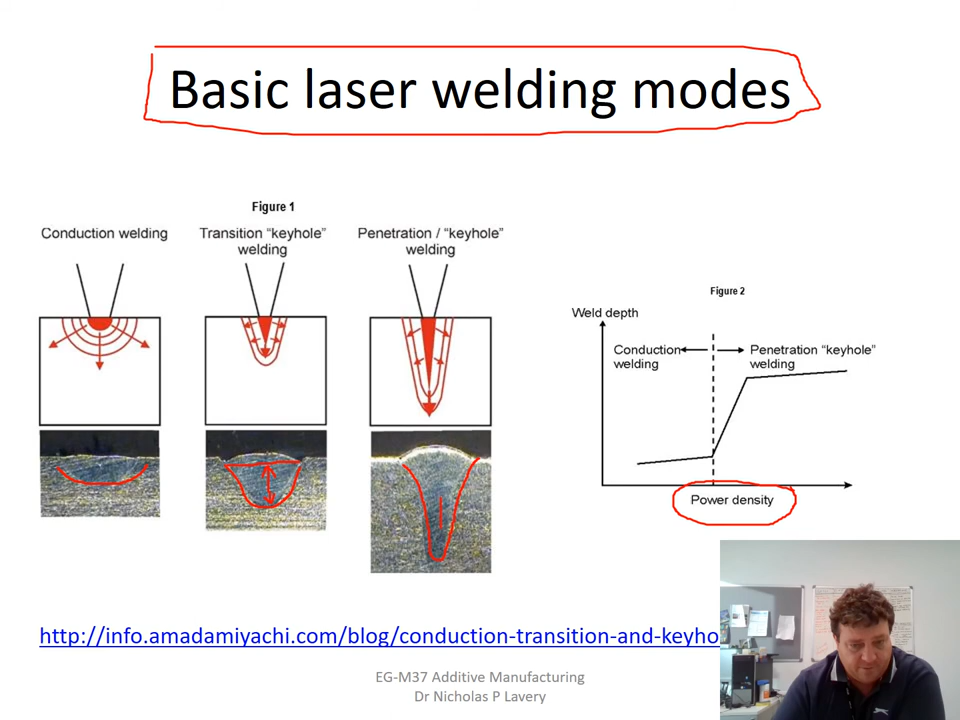 Basic laser welding modes
Figure 1
Conduction welding
Transition "keyhole"
welding
Penetration / "keyhole"
welding
Figure 2
Weld depth
Conduction
welding
Penetration "keyhole"
welding
Power density
http://info.amadamiyachi.com/blog/conduction-transition-and-keyho
EG-M37 Additive Manufacturing
Dr Nicholas P Lavery